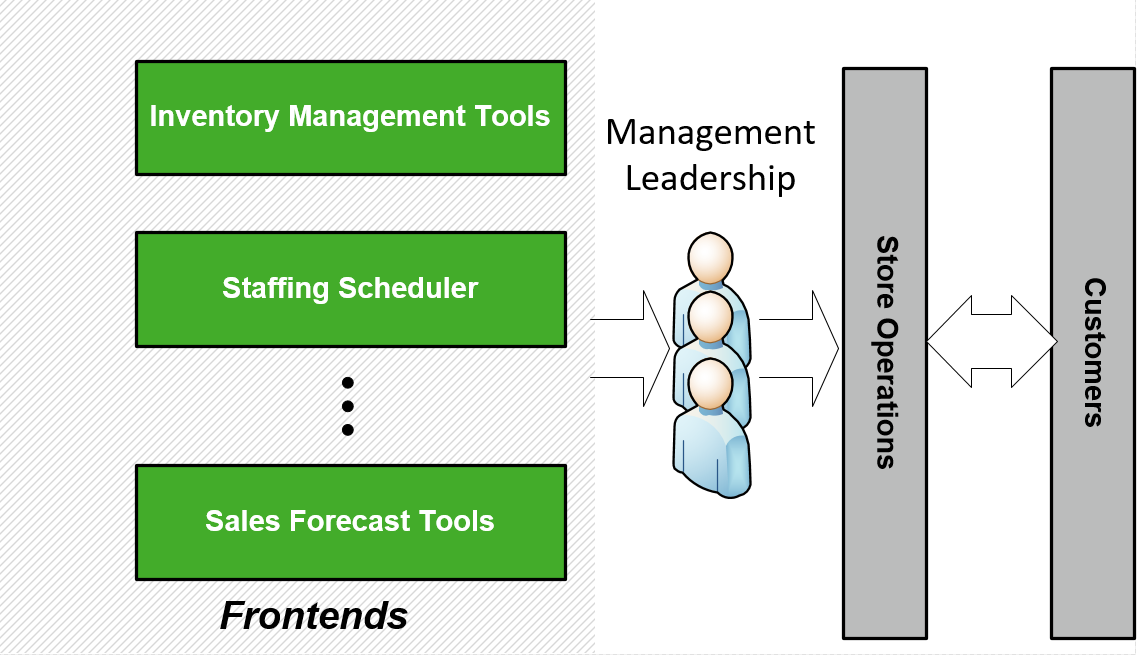 Inventory Management Tools
Staffing Scheduler
Sales Forecast Tools
Frontends
Management
Leadership
Store Operations
Customers